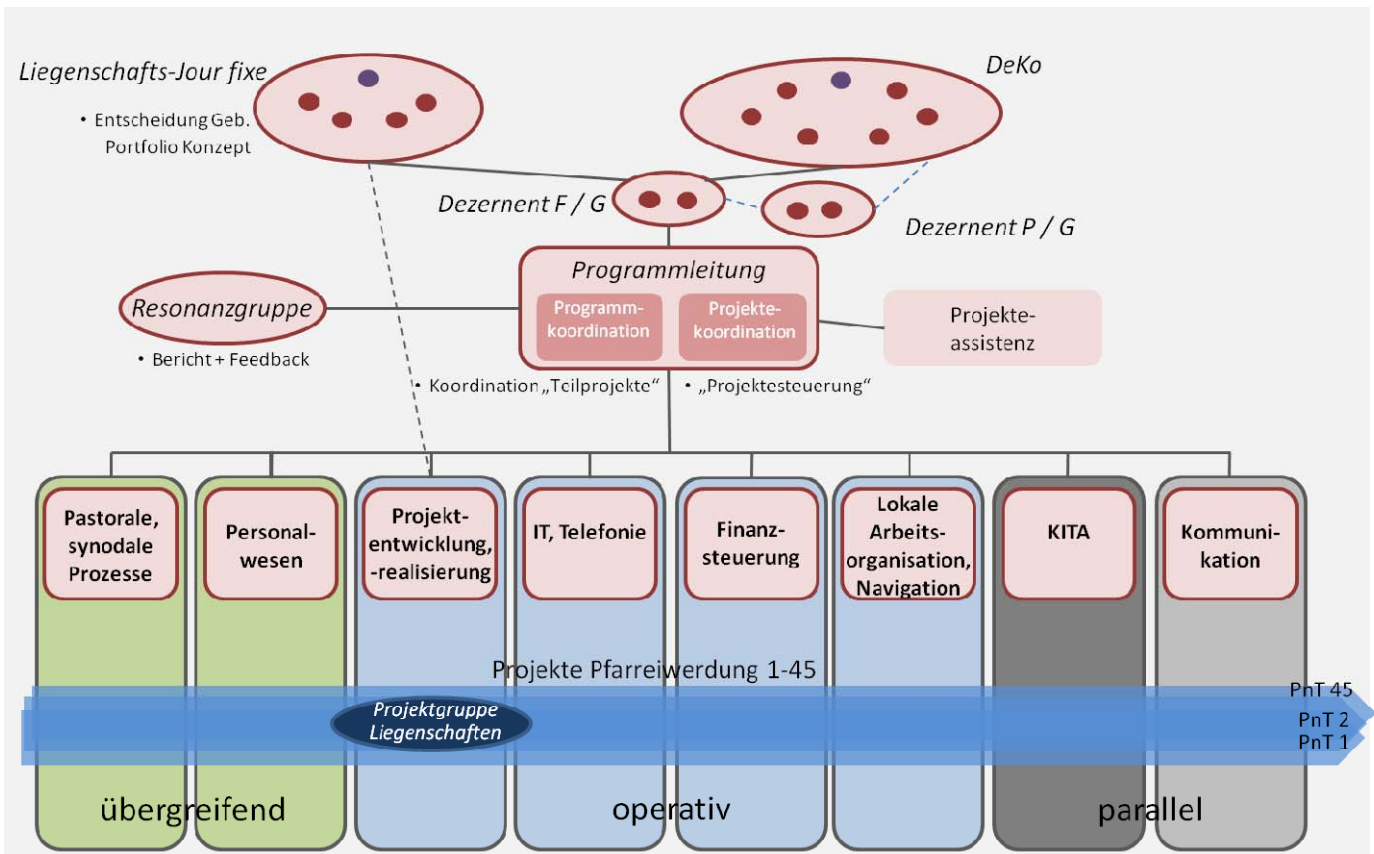 Liegenschafts-Jour fixe
• Entscheidung Geb.
Portfolio Konzept
DeKo
Dezernent F / G
Dezernent P / G
Programmleitung
Programm-
koordination
Projekte-
koordination
Resonanzgruppe
• Bericht + Feedback
Projekte-
assistenz
• Koordination „Teilprojekte“
• „Projektesteuerung“
Pastorale,
synodale
Prozesse
Personal-
wesen
Projekt-
entwicklung,
-realisierung
IT, Telefonie
Finanz-
steuerung
Lokale
Arbeits-
organisation,
Navigation
KITA
Kommuni-
kation
Projekte Pfarreiwerdung 1-45
Projektgruppe
Liegenschaften
PnT 45
PnT 2
PnT 1
übergreifend
operativ
parallel